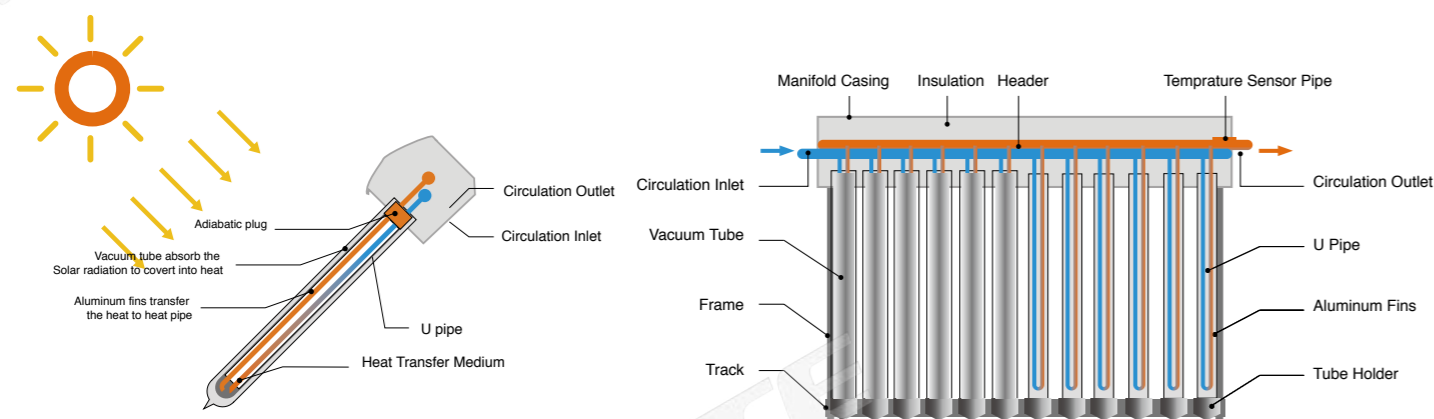 Circulation Outlet
Adiabatic plug
Circulation Inlet
Vacuum tube absorb the
Solar radiation to covert into heat
Aluminum fins transfer
the heat to heat pipe
U pipe
Heat Transfer Medium
Manifold Casing
Insulation
Header
Temprature Sensor Pipe
Circulation Inlet
Circulation Outlet
Vacuum Tube
U Pipe
Frame
Aluminum Fins
Track
Tube Holder